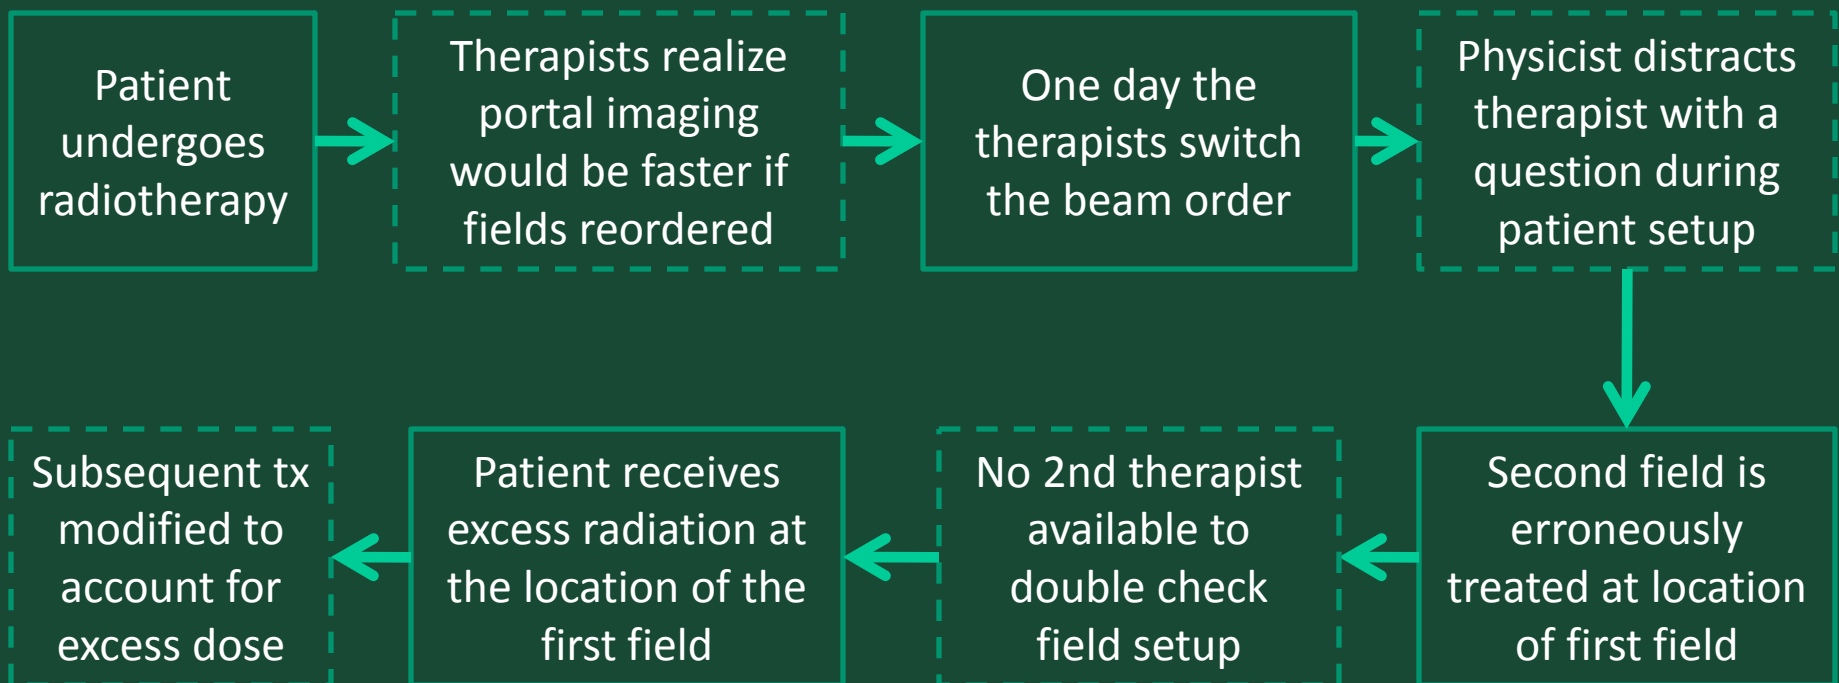 Patient
undergoes
radiotherapy
Therapists realize
portal imaging
would be faster if
fields reordered
One day the
therapists switch
the beam order
Physicist distracts
therapist with a
question during
patient setup
Second field is
erroneously
treated at location
of first field
No 2nd therapist
available to
double check
field setup
Patient receives
excess radiation at
the location of the
first field
Subsequent tx
modified to
account for
excess dose